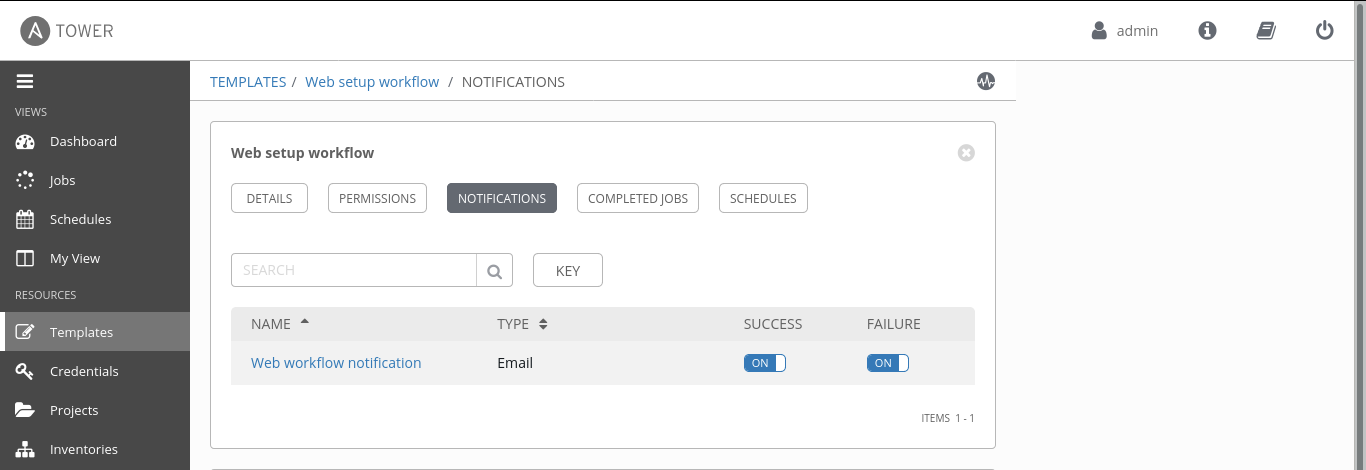 A TOWER
admin
VIEWS
Dashboard
Jobs
Schedules
My View
RESOURCES
Templates
Credentials
Projects
Inventories
TEMPLATES / Web setup workflow / NOTIFICATIONS
Web setup workflow
DETAILS PERMISSIONS NOTIFICATIONS COMPLETED JOBS SCHEDULES
SEARCH KEY
NAME TYPE SUCCESS FAILURE
Web workflow notification Email ON ON
ITEMS 1 - 1